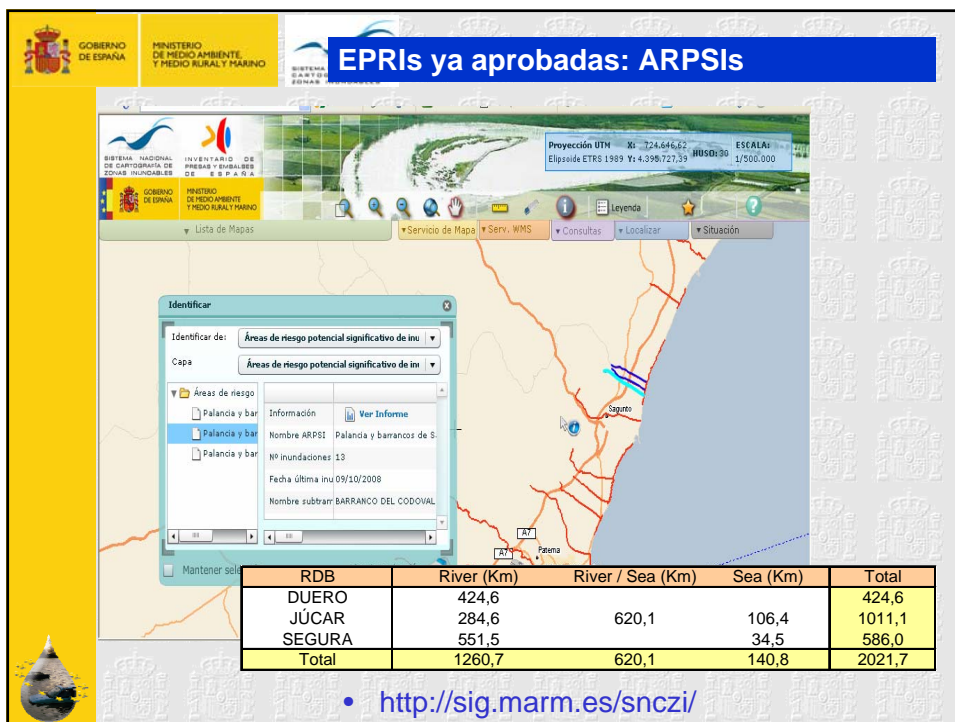 GOBIERNO
DE ESPAÑA
MINISTERIO
DE MEDIO AMBIENTE,
Y MEDIO RURAL Y MARINO
SISTEMA
EPRIs ya aprobadas: ARPSIs
SISTEMA NACIONAL
DE CARTOGRAFÍA DE
ZONAS INUNDABLES
INVENTARIO DE
PRESAS Y EMBALSES
DE ESPAÑA
GOBIERNO
DE ESPAÑA
MINISTERIO
DE MEDIO AMBIENTE
Y MEDIO RURAL Y MARINO
Proyección UTM X: 724.646,62 HUSO: 30 ESCALA:
Elipsoide ETRS 1989 Y: 4.395.727,39 1/500.000
Leyenda
Lista de Mapas
Servicio de Mapa
Serv. WMS
Consultas
Localizar
Situación
Identificar
Identificar de: Áreas de riesgo potencial significativo de inu
Capa Áreas de riesgo potencial significativo de inu
Áreas de riesgo
Palancia y bar
Palancia y bar
Palancia y bar
Información Ver Informe
Nombre ARPSI Palancia y barrancos de S
Nº inundaciones 13
Fecha última inu 09/10/2008
Nombre subtram BARRANCO DEL CODOVAL
Mantener sele
Sagunto
A7
A7
Paterna
RDB River (Km) River / Sea (Km) Sea (Km) Total
DUERO 424,6 424,6
JÚCAR 284,6 620,1 106,4 1011,1
SEGURA 551,5 34,5 586,0
Total 1260,7 620,1 140,8 2021,7
• http://sig.marm.es/snczi/